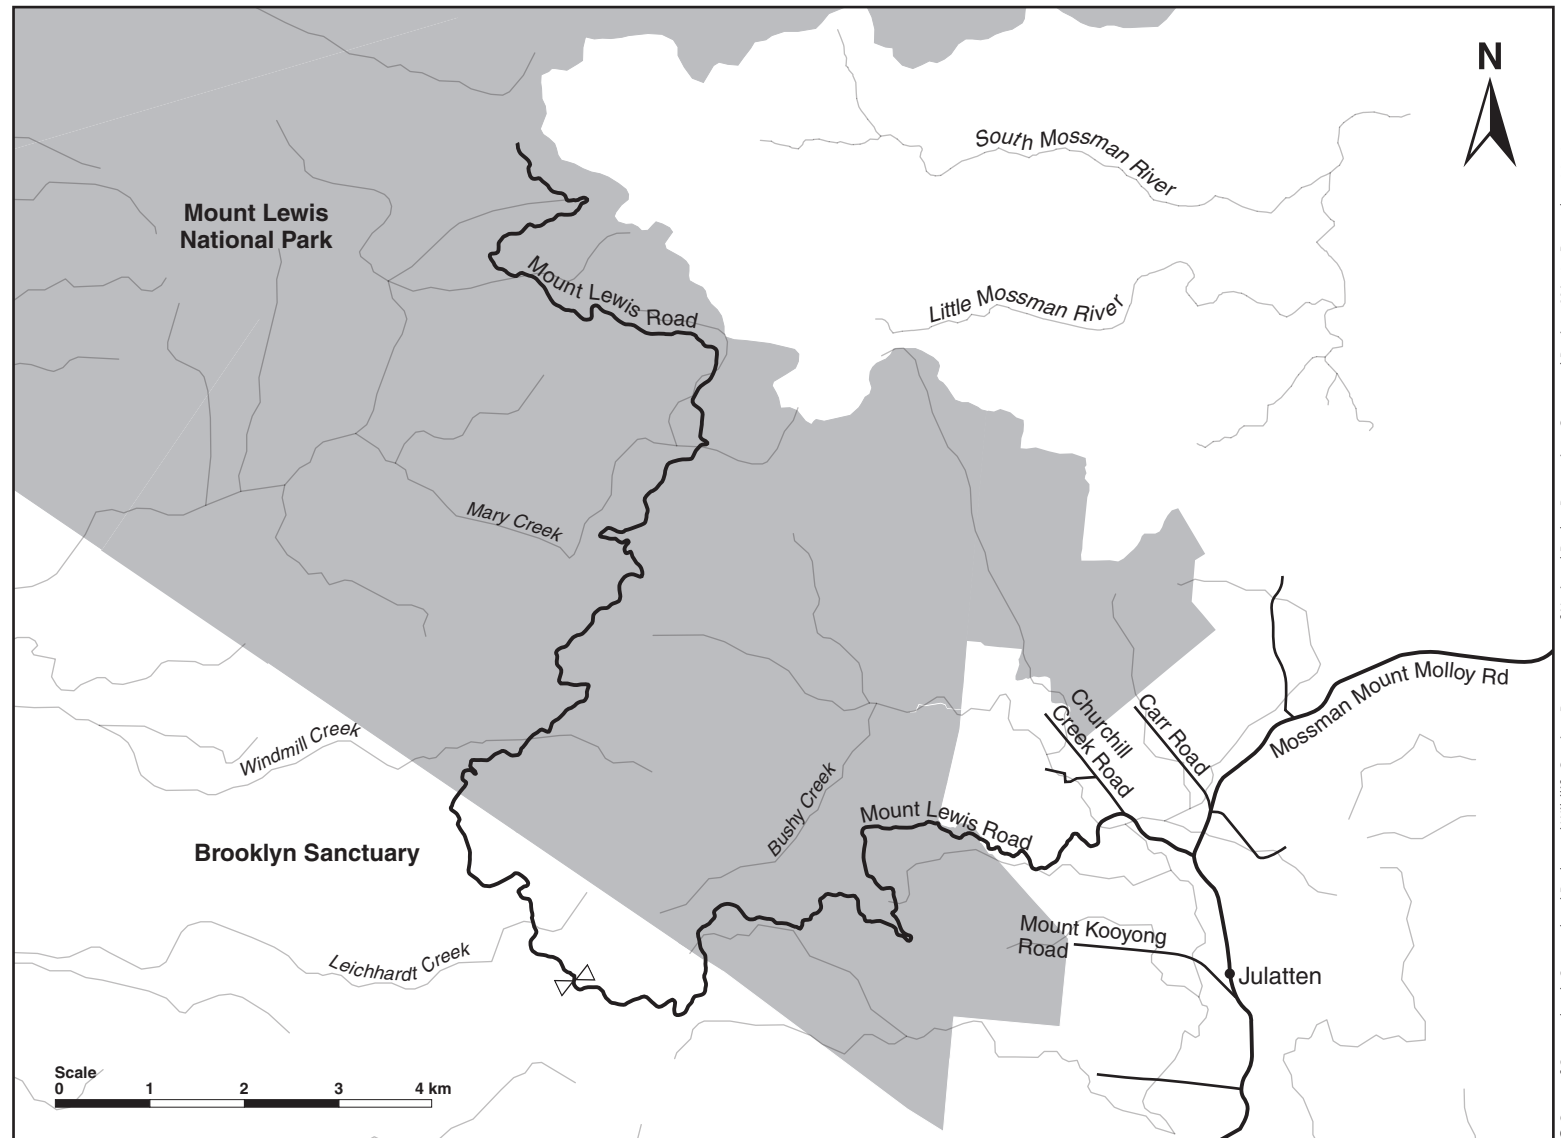 N
South Mossman River
Mount Lewis
National Park
Mount Lewis Road
Little Mossman River
Mary Creek
Mossman Mount Molloy Rd
Churchill
Creek Road
Carr Road
Windmill Creek
Bushy Creek
Mount Lewis Road
Brooklyn Sanctuary
Mount Kooyong
Road
Leichhardt Creek
Julatten
Scale
0 1 2 3 4 km